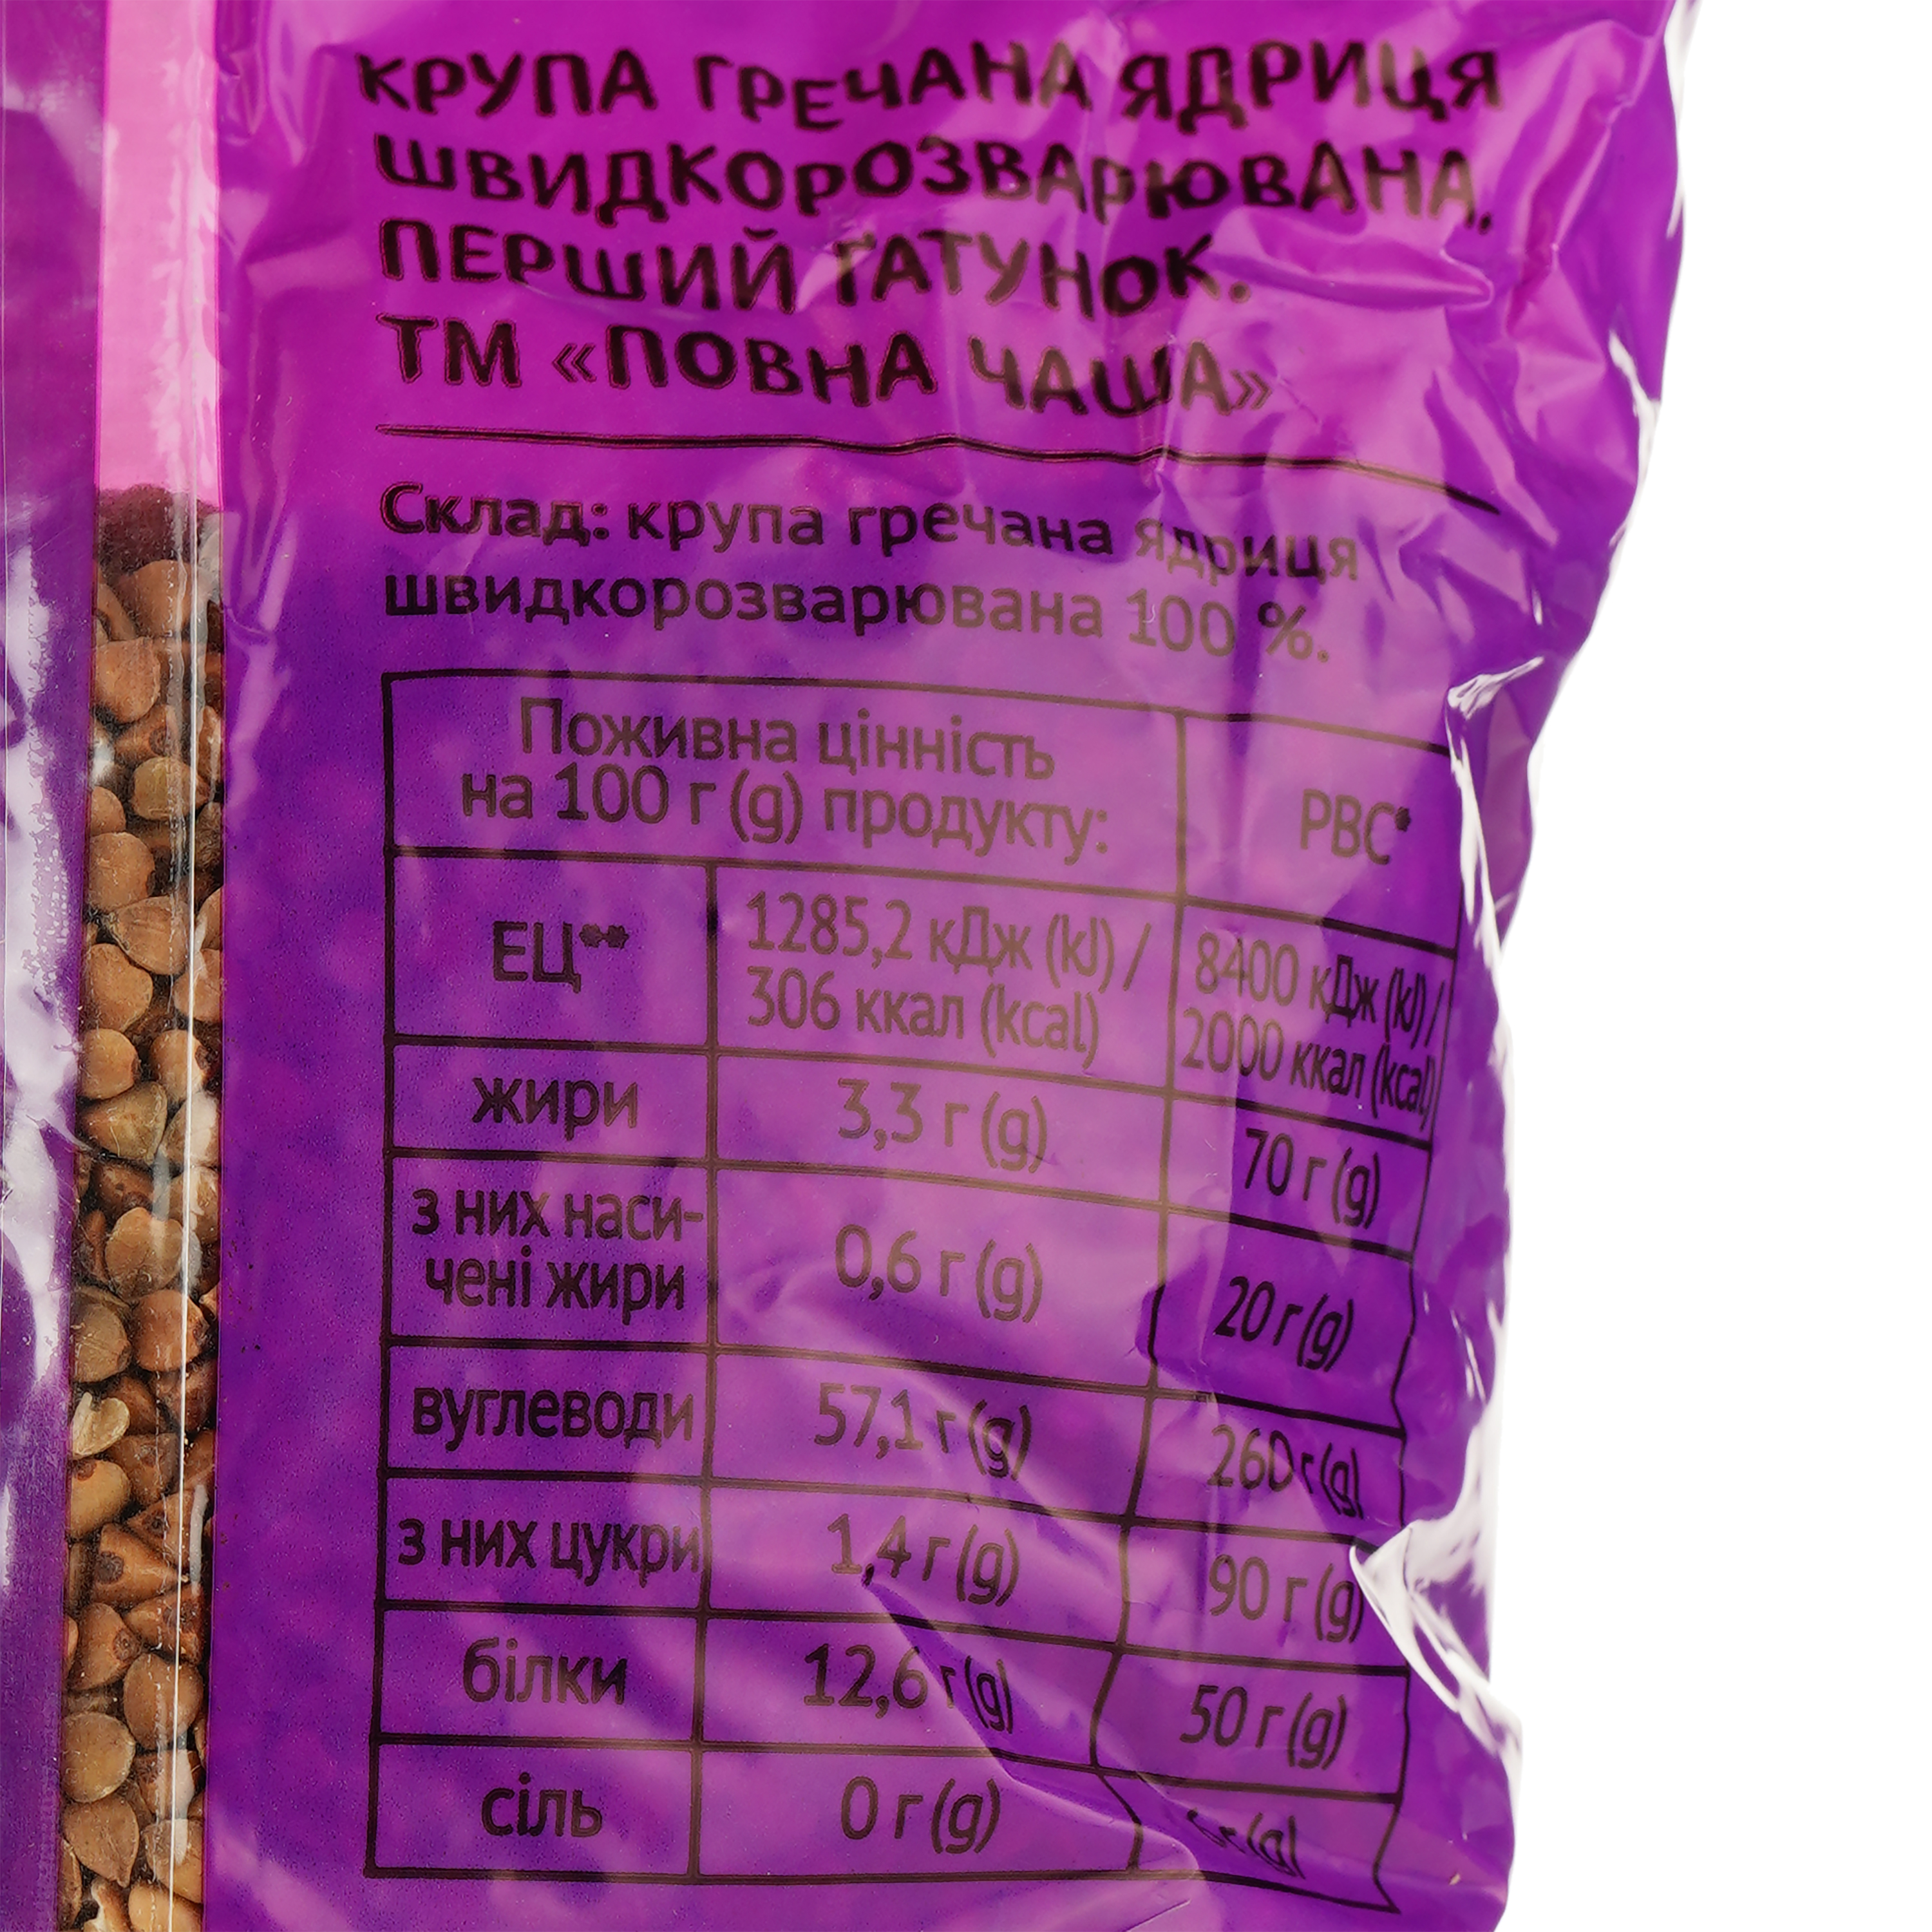 КРУПА ГРЕЧАНА ЯДРИЦЯ
ШВИДКОРОЗВАРЮВАНА.
ПЕРШИЙ ҐАТУНОК.
ТМ «ПОВНА ЧАША»
Склад: крупа гречана ядриця
швидкорозварювана 100 %.
Поживна цінність
на 100 г (g) продукту:
РВС*
ЕЦ**
1285,2 кДж (kJ) /
306 ккал (kcal)
8400 кДж (kJ) /
2000 ккал (kcal)
жири
3,3 г (g)
70 г (g)
з них наси-
чені жири
0,6 г (g)
20 г (g)
вуглеводи
57,1 г (g)
260 г (g)
з них цукри
1,4 г (g)
90 г (g)
білки
12,6 г (g)
50 г (g)
сіль
0 г (g)